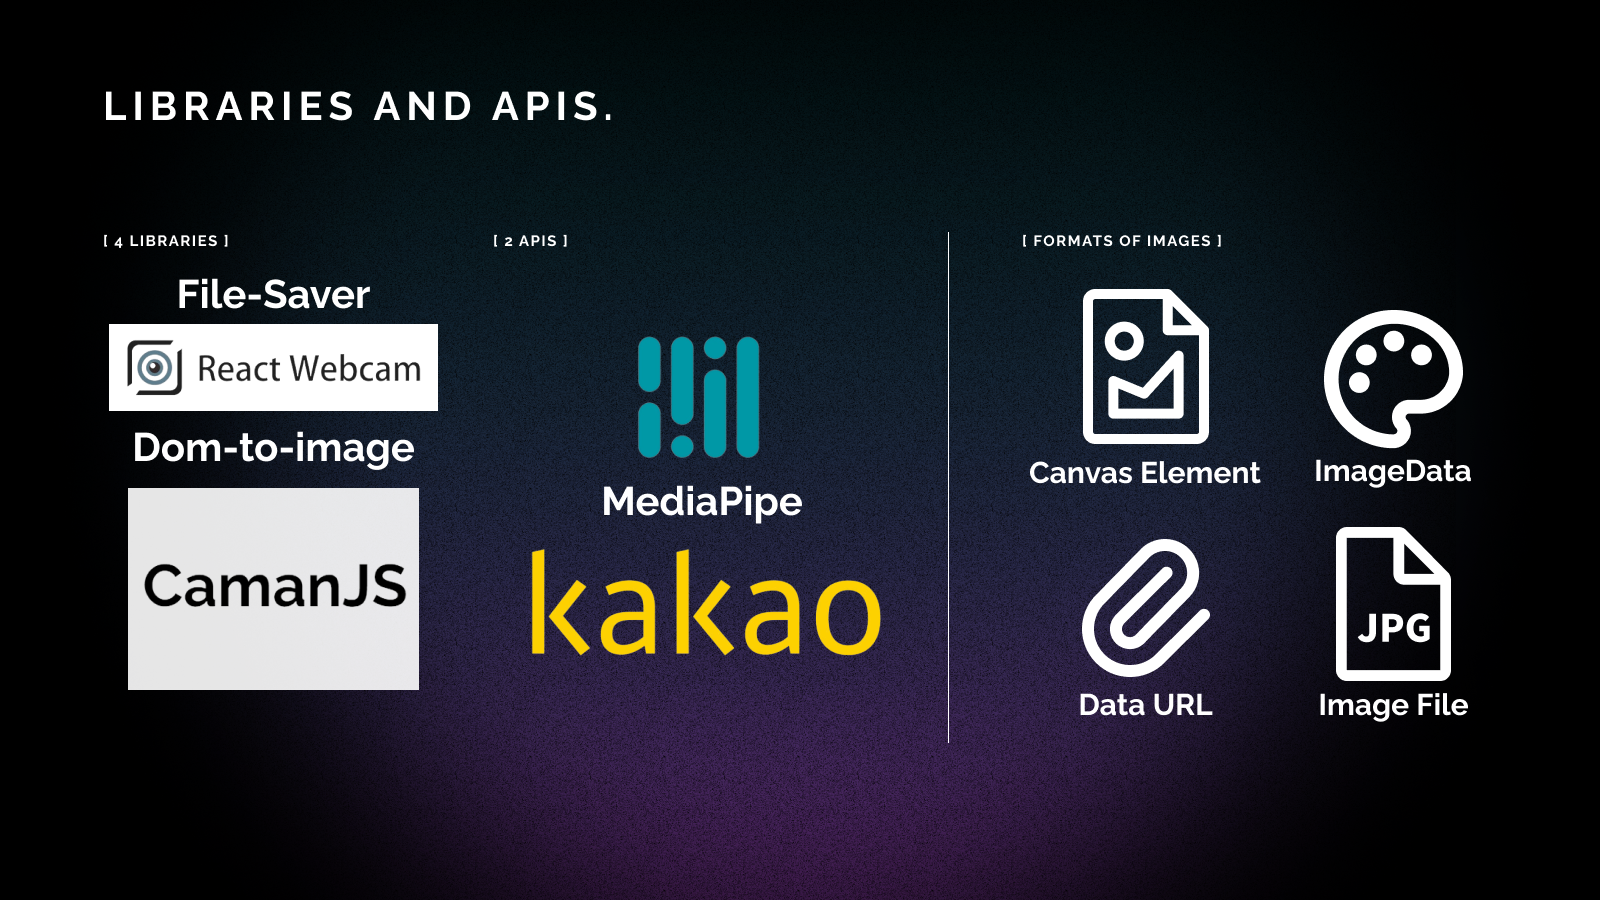 LIBRARIES AND APIS.
[ 4 LIBRARIES ]
File-Saver
React Webcam
Dom-to-image
CamanJS
[ 2 APIS ]
MediaPipe
kakao
[ FORMATS OF IMAGES ]
Canvas Element
ImageData
Data URL
JPG
Image File